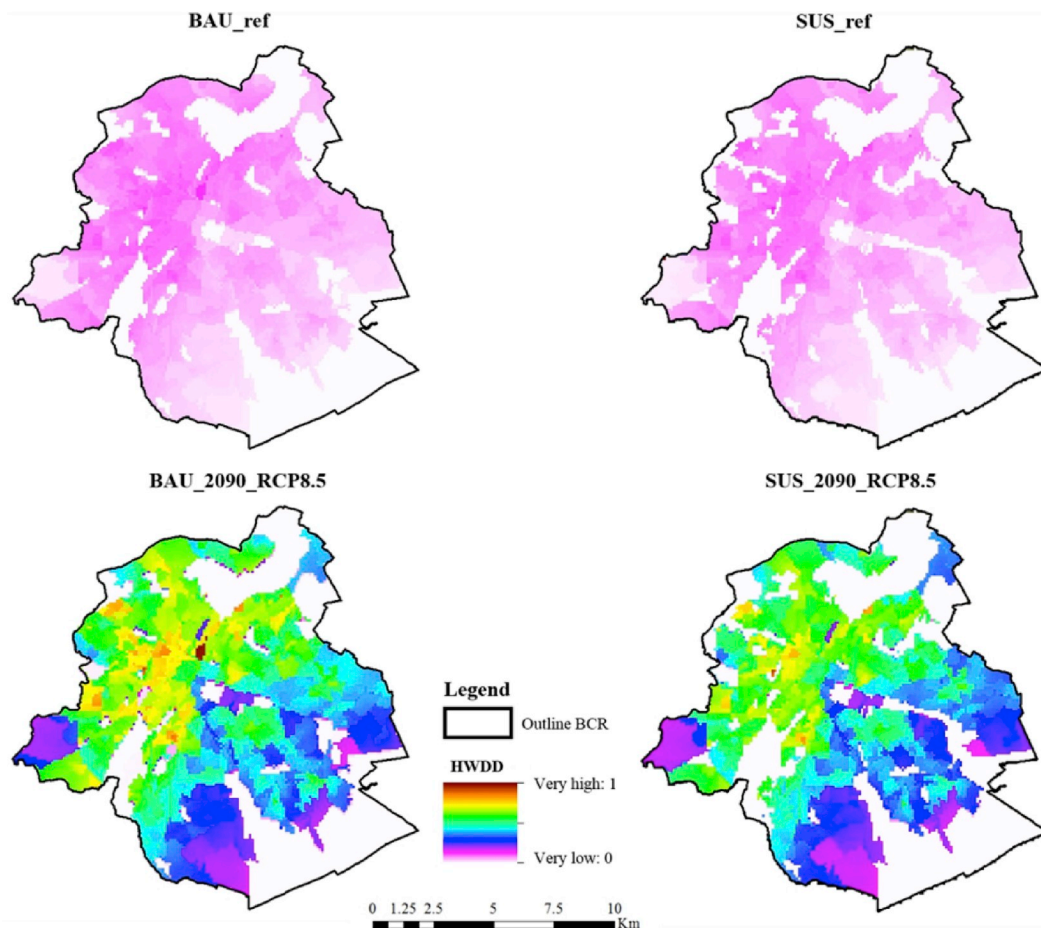 BAU_ref
SUS_ref
BAU_2090_RCP8.5
SUS_2090_RCP8.5
Legend
Outline BCR
HWDD
Very high: 1
Very low: 0
0 1.25 2.5 5 7.5 10
Km